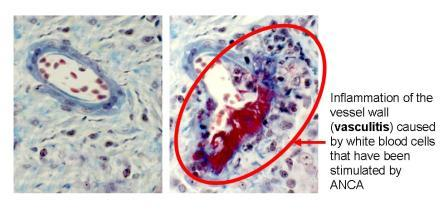 Inflammation of the
vessel wall
(vasculitis) caused
by white blood cells
that have been
stimulated by
ANCA